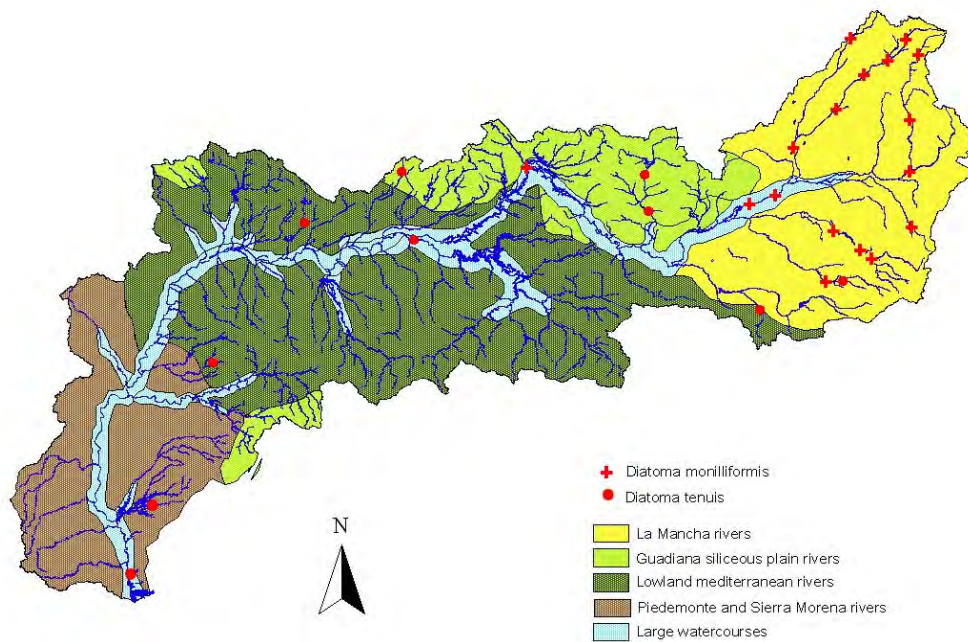 Diatoma monilliformis
Diatoma tenuis
N
La Mancha rivers
Guadiana siliceous plain rivers
Lowland mediterranean rivers
Piedemonte and Sierra Morena rivers
Large watercourses